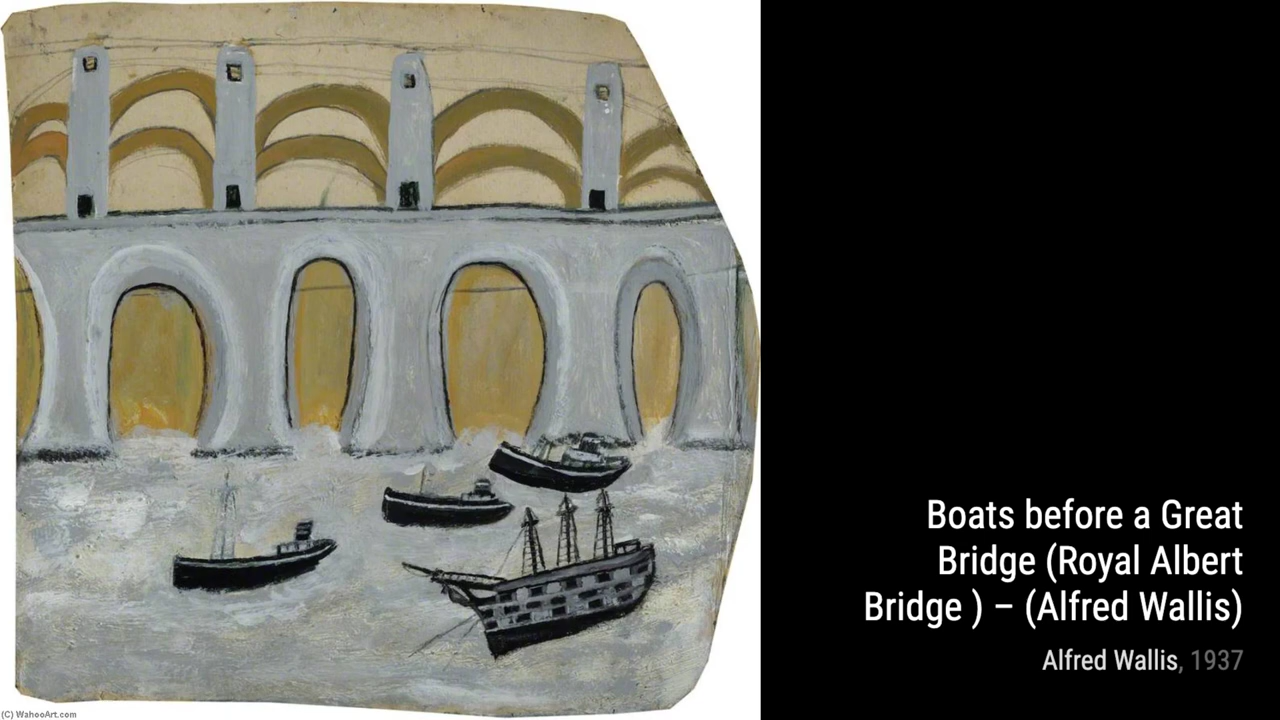 Boats before a Great
Bridge (Royal Albert
Bridge ) – (Alfred Wallis)
Alfred Wallis, 1937
(C) WahooArt.com